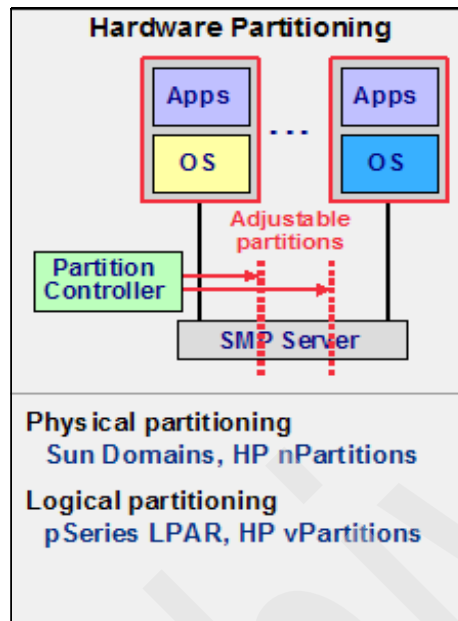 Hardware Partitioning
Apps
Apps
...
OS
OS
Adjustable
partitions
Partition
Controller
SMP Server
Physical partitioning
Sun Domains, HP nPartitions
Logical partitioning
pSeries LPAR, HP vPartitions